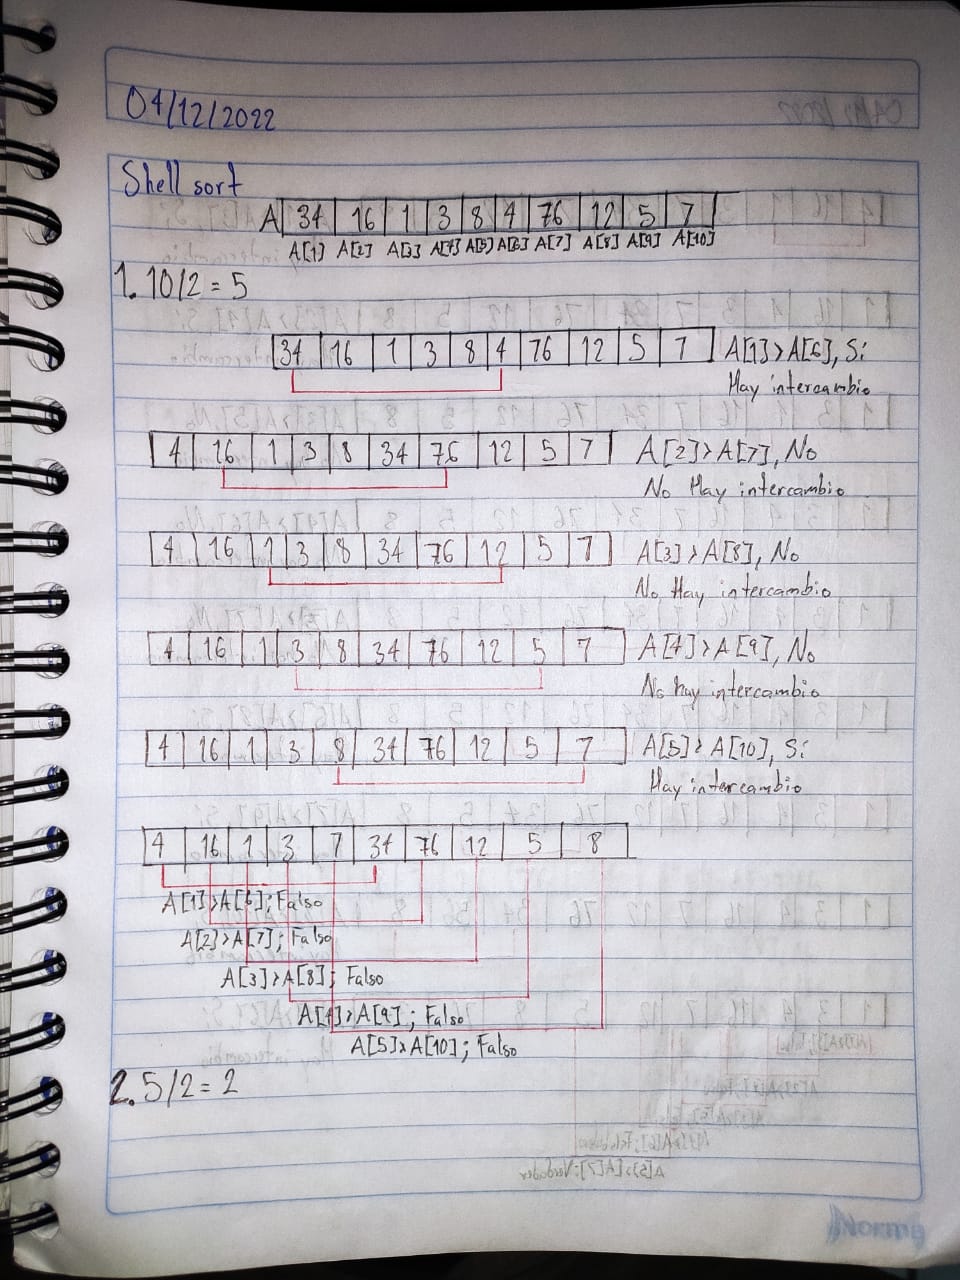 04/12/2022
Shell sort
A 34 16 1 3 8 4 76 12 5 7
A[1] A[2] A[3] A[4] A[5] A[6] A[7] A[8] A[9] A[10]
1. 10/2 = 5
34 16 1 3 8 4 76 12 5 7 A[1]>A[6], Si
Hay intercambio
4 16 1 3 8 34 76 12 5 7 A[2]>A[7], No
No Hay intercambio
4 16 1 3 8 34 76 12 5 7 A[3]>A[8], No
No Hay intercambio
4 16 1 3 8 34 76 12 5 7 A[4]>A[9], No
No hay intercambio
4 16 1 3 8 34 76 12 5 7 A[5]>A[10], Si
Hay intercambio
4 16 1 3 7 34 76 12 5 8
A[1]>A[6]; Falso
A[2]>A[7]; Falso
A[3]>A[8]; Falso
A[4]>A[9]; Falso
A[5]>A[10]; Falso
2. 5/2 = 2
Norma